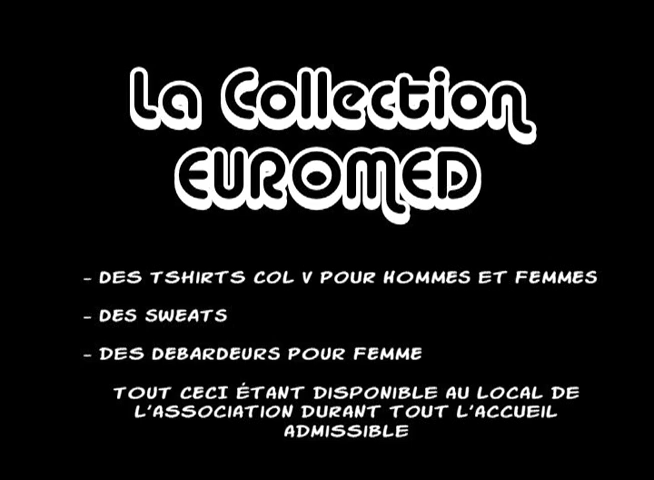 La Collection
EUROMED
- DES TSHIRTS COL V POUR HOMMES ET FEMMES
- DES SWEATS
- DES DEBARDEURS POUR FEMME
TOUT CECI ÉTANT DISPONIBLE AU LOCAL DE
L'ASSOCIATION DURANT TOUT L'ACCUEIL
ADMISSIBLE